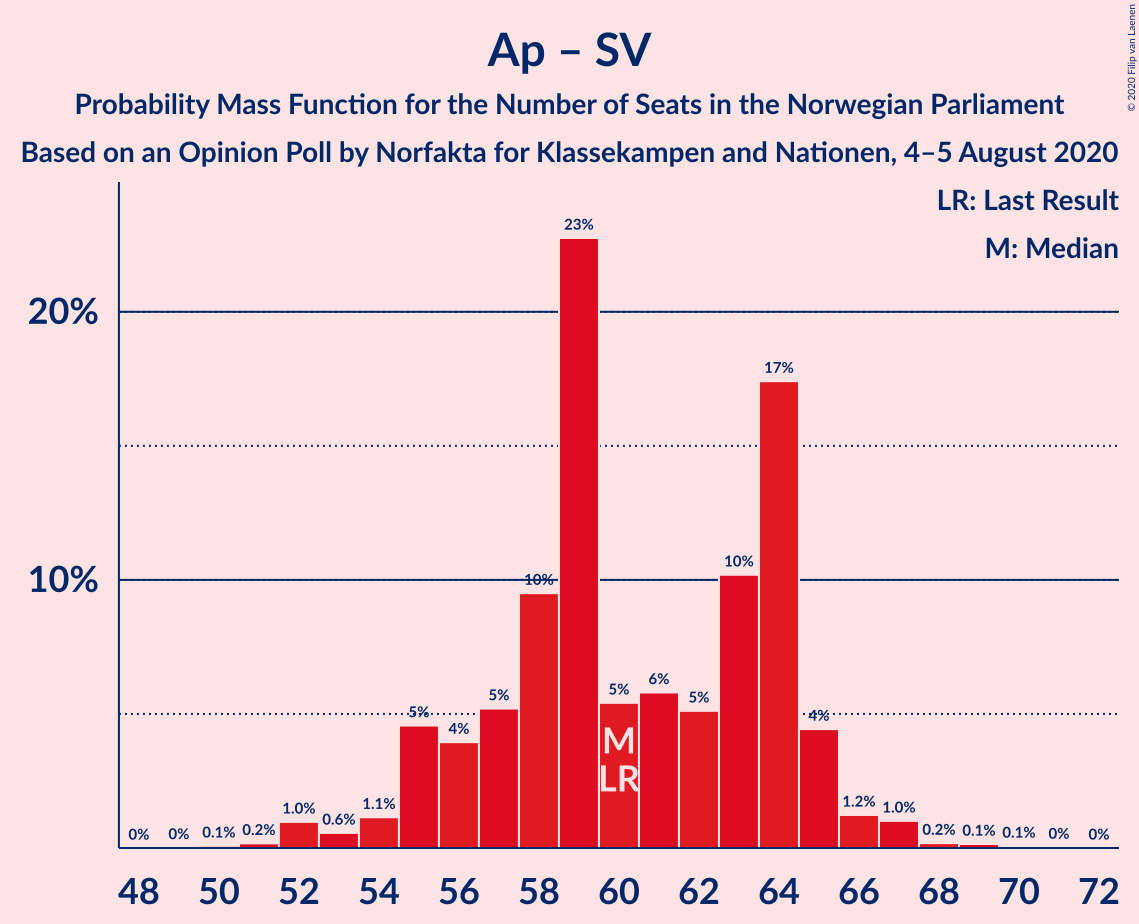 Ap – SV
Probability Mass Function for the Number of Seats in the Norwegian Parliament
Based on an Opinion Poll by Norfakta for Klassekampen and Nationen, 4–5 August 2020
© 2020 Filip van Laenen
LR: Last Result
M: Median
20%
10%
0% 0% 0.1% 0.2% 1.0% 0.6% 1.1% 5% 4% 5% 10% 23% 5% 6% 5% 10% 17% 4% 1.2% 1.0% 0.2% 0.1% 0.1% 0% 0%
M
LR
48 50 52 54 56 58 60 62 64 66 68 70 72